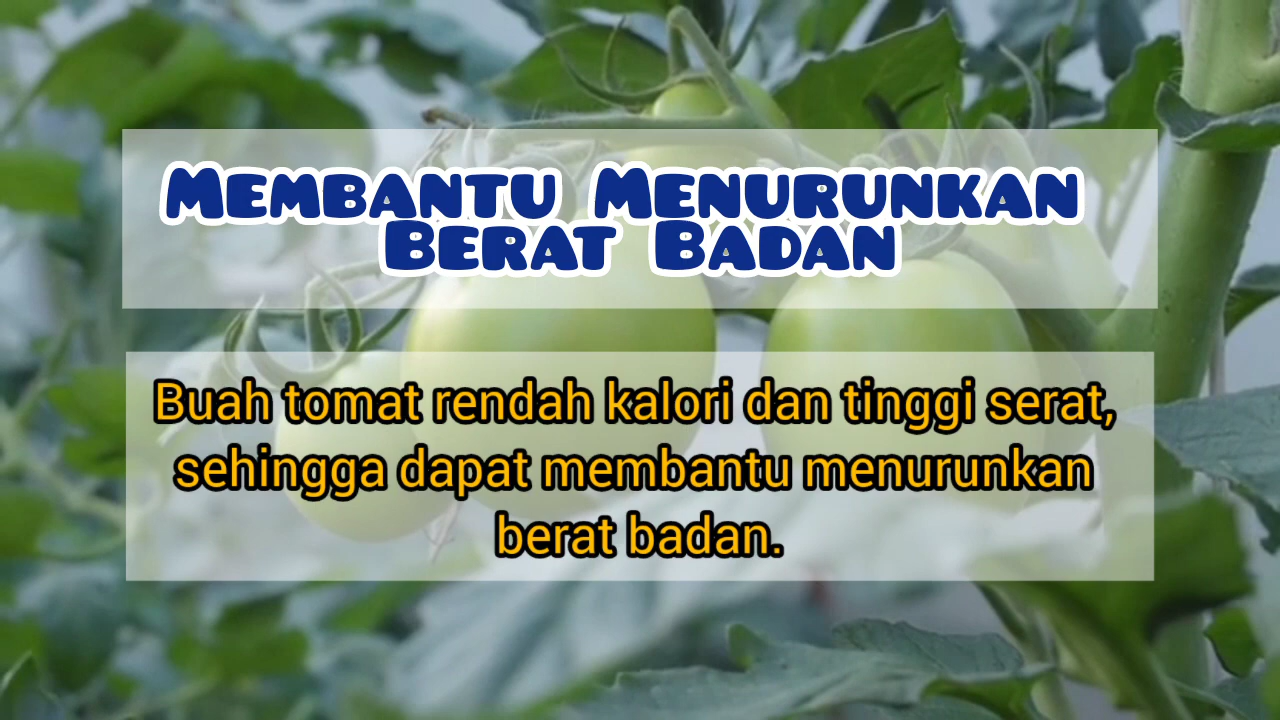 Membantu Menurunkan
Berat Badan
Buah tomat rendah kalori dan tinggi serat,
sehingga dapat membantu menurunkan
berat badan.